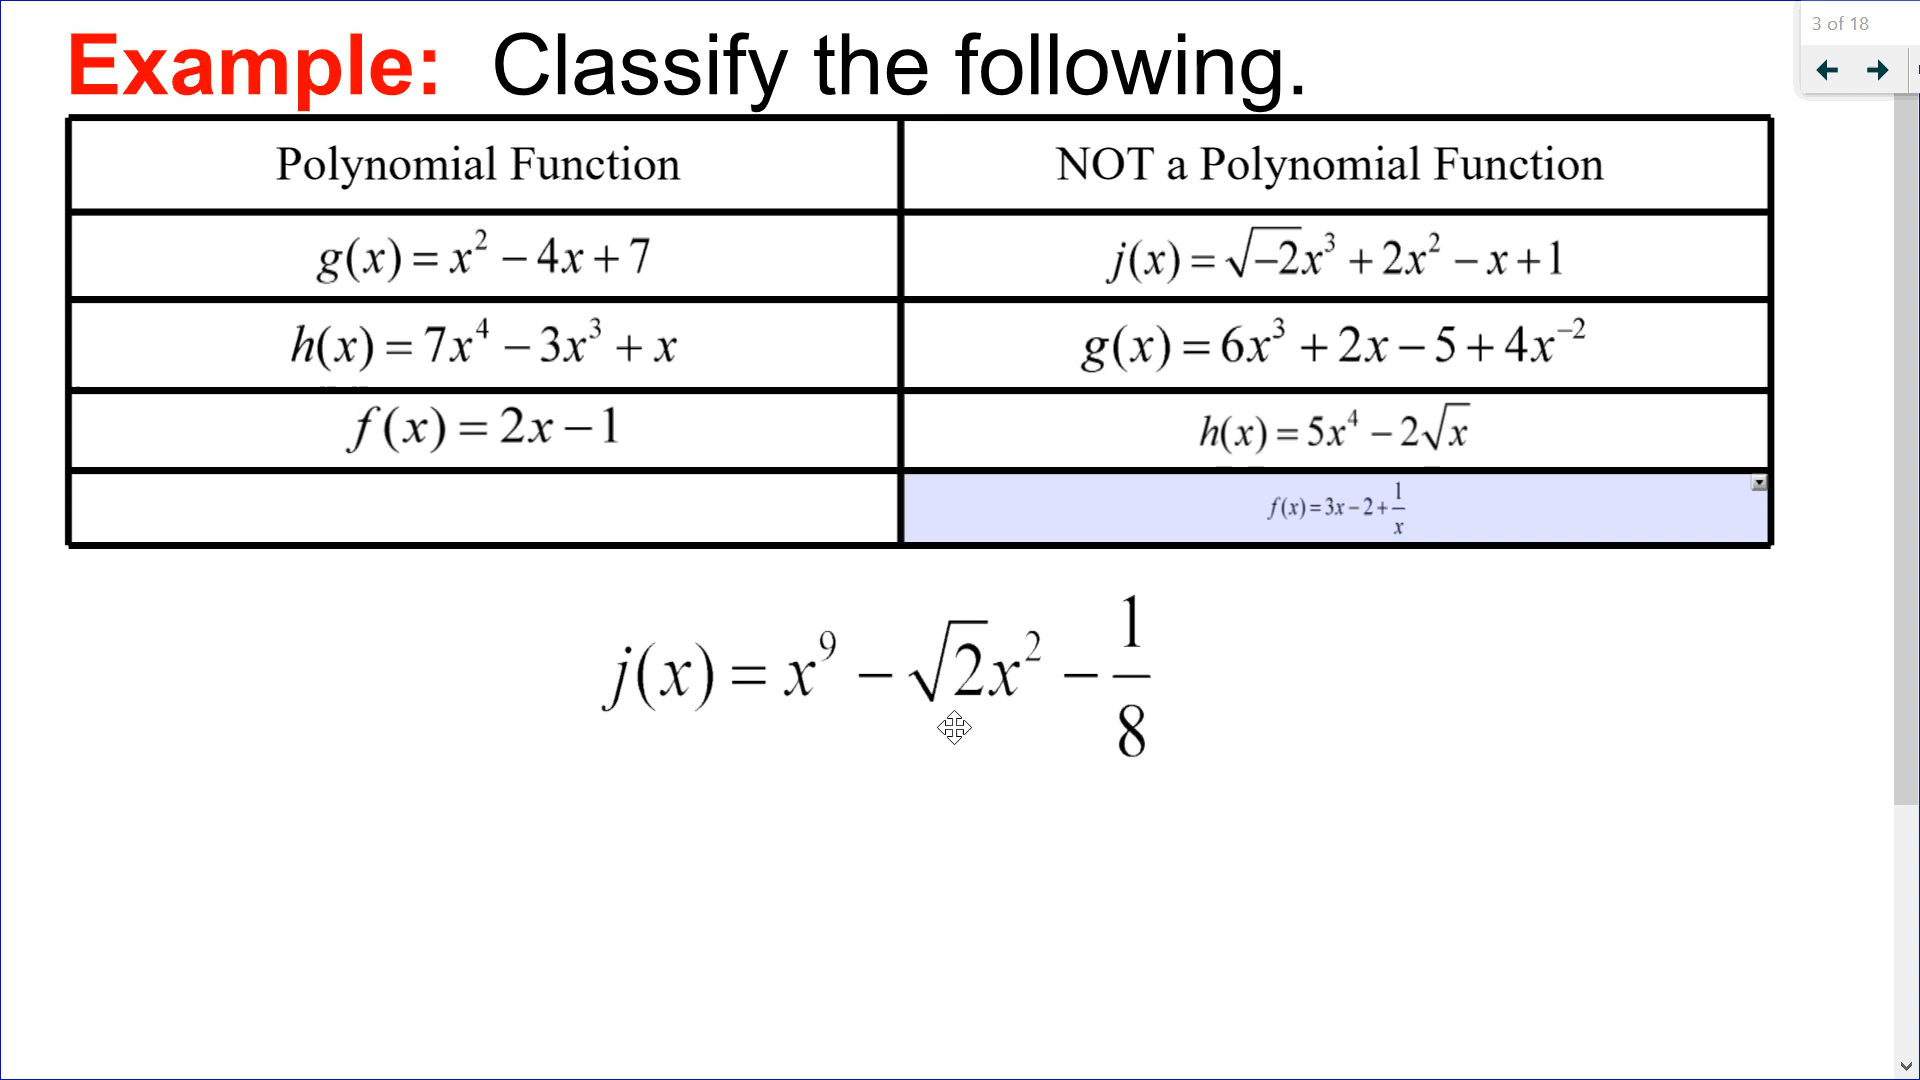 3 of 18
Example: Classify the following.
Polynomial Function NOT a Polynomial Function
g(x) = x² − 4x + 7 j(x) = √−2x³ + 2x² − x + 1
h(x) = 7x⁴ − 3x³ + x g(x) = 6x³ + 2x − 5 + 4x⁻²
f(x) = 2x − 1 h(x) = 5x⁴ − 2√x
f(x) = 3x − 2 + 1/x
j(x) = x⁹ − √2x² − 1/8